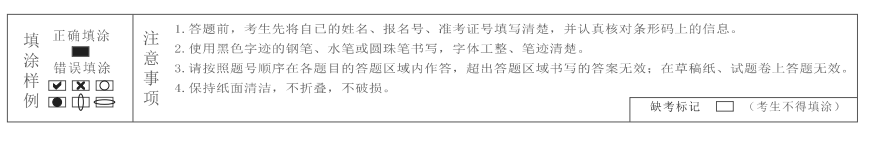 填涂样例
正确填涂
错误填涂
注意事项
1.答题前，考生先将自己的姓名、报名号、准考证号填写清楚，并认真核对条形码上的信息。
2.使用黑色字迹的钢笔、水笔或圆珠笔书写，字体工整、笔迹清楚。
3.请按照题号顺序在各题目的答题区域内作答，超出答题区域书写的答案无效；在草稿纸、试题卷上答题无效。
4.保持纸面清洁，不折叠，不破损。
缺考标记 （考生不得填涂）